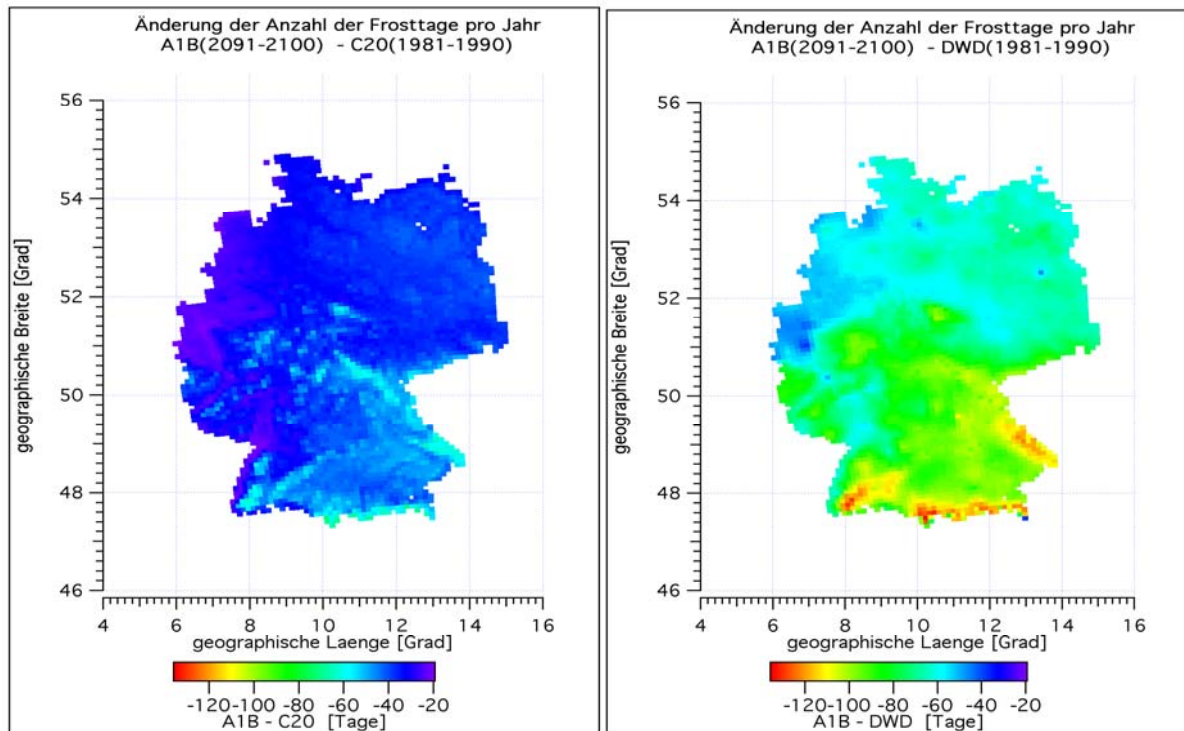 Änderung der Anzahl der Frosttage pro Jahr
A1B(2091-2100) - C20(1981-1990)
56
54
52
50
48
46
geographische Breite [Grad]
4 6 8 10 12 14 16
geographische Laenge [Grad]
-120 -100 -80 -60 -40 -20
A1B - C20 [Tage]
Änderung der Anzahl der Frosttage pro Jahr
A1B(2091-2100) - DWD(1981-1990)
56
54
52
50
48
46
geographische Breite [Grad]
4 6 8 10 12 14 16
geographische Laenge [Grad]
-120 -100 -80 -60 -40 -20
A1B - DWD [Tage]